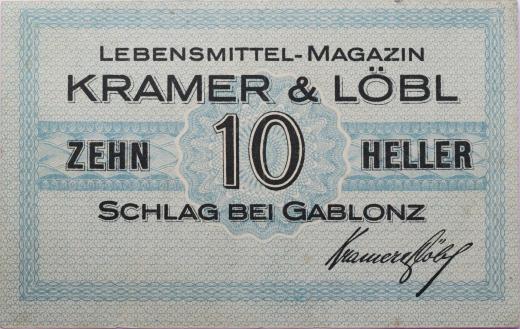 LEBENSMITTEL-MAGAZIN
KRAMER & LÖBL
ZEHN 10 HELLER
SCHLAG BEI GABLONZ
Kramer & Löbl